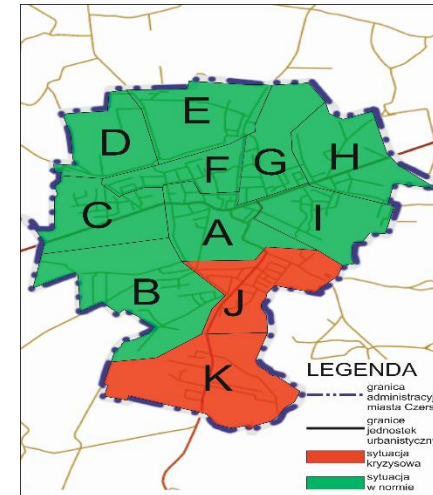 E
D
H
F
G
C
A
I
B
J
K
LEGENDA
granica
administracyj
miasta Czers
granice
jednostek
urbanistyczn
sytuacja
kryzysowa
sytuacja
w normie